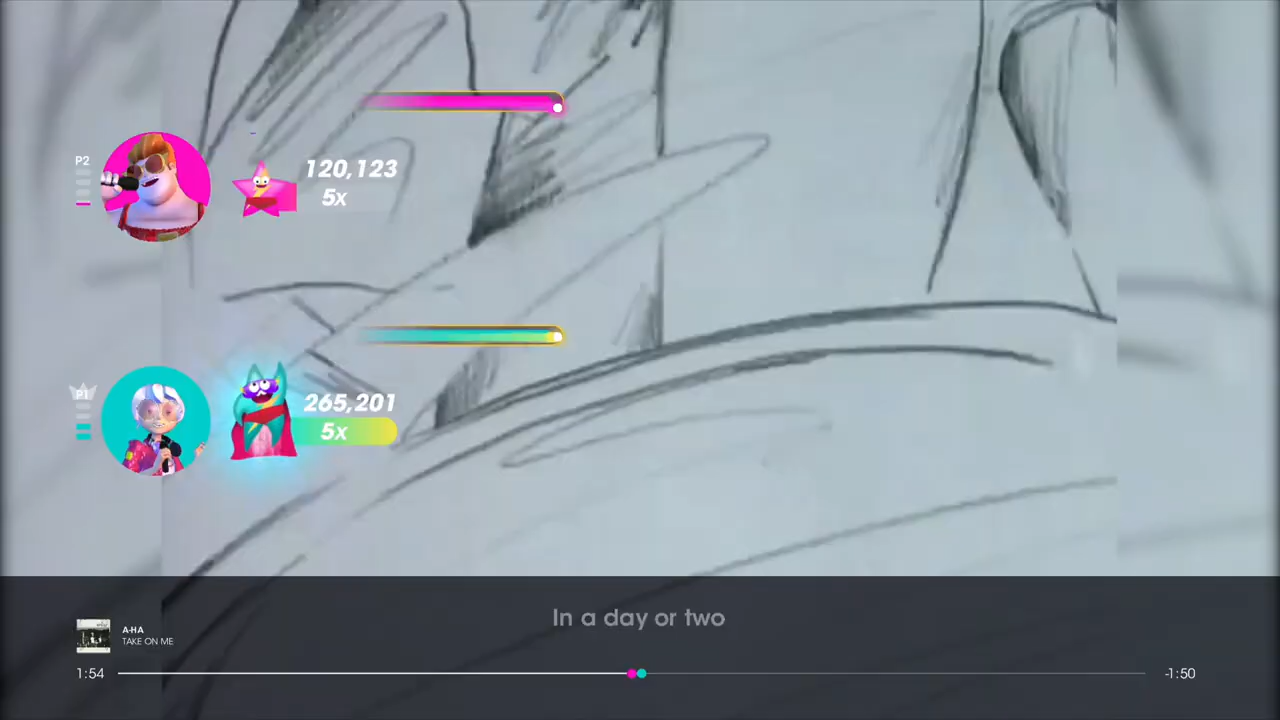 P2
120,123
5x
P1
265,201
5x
In a day or two
A-HA
TAKE ON ME
1:54
-1:50